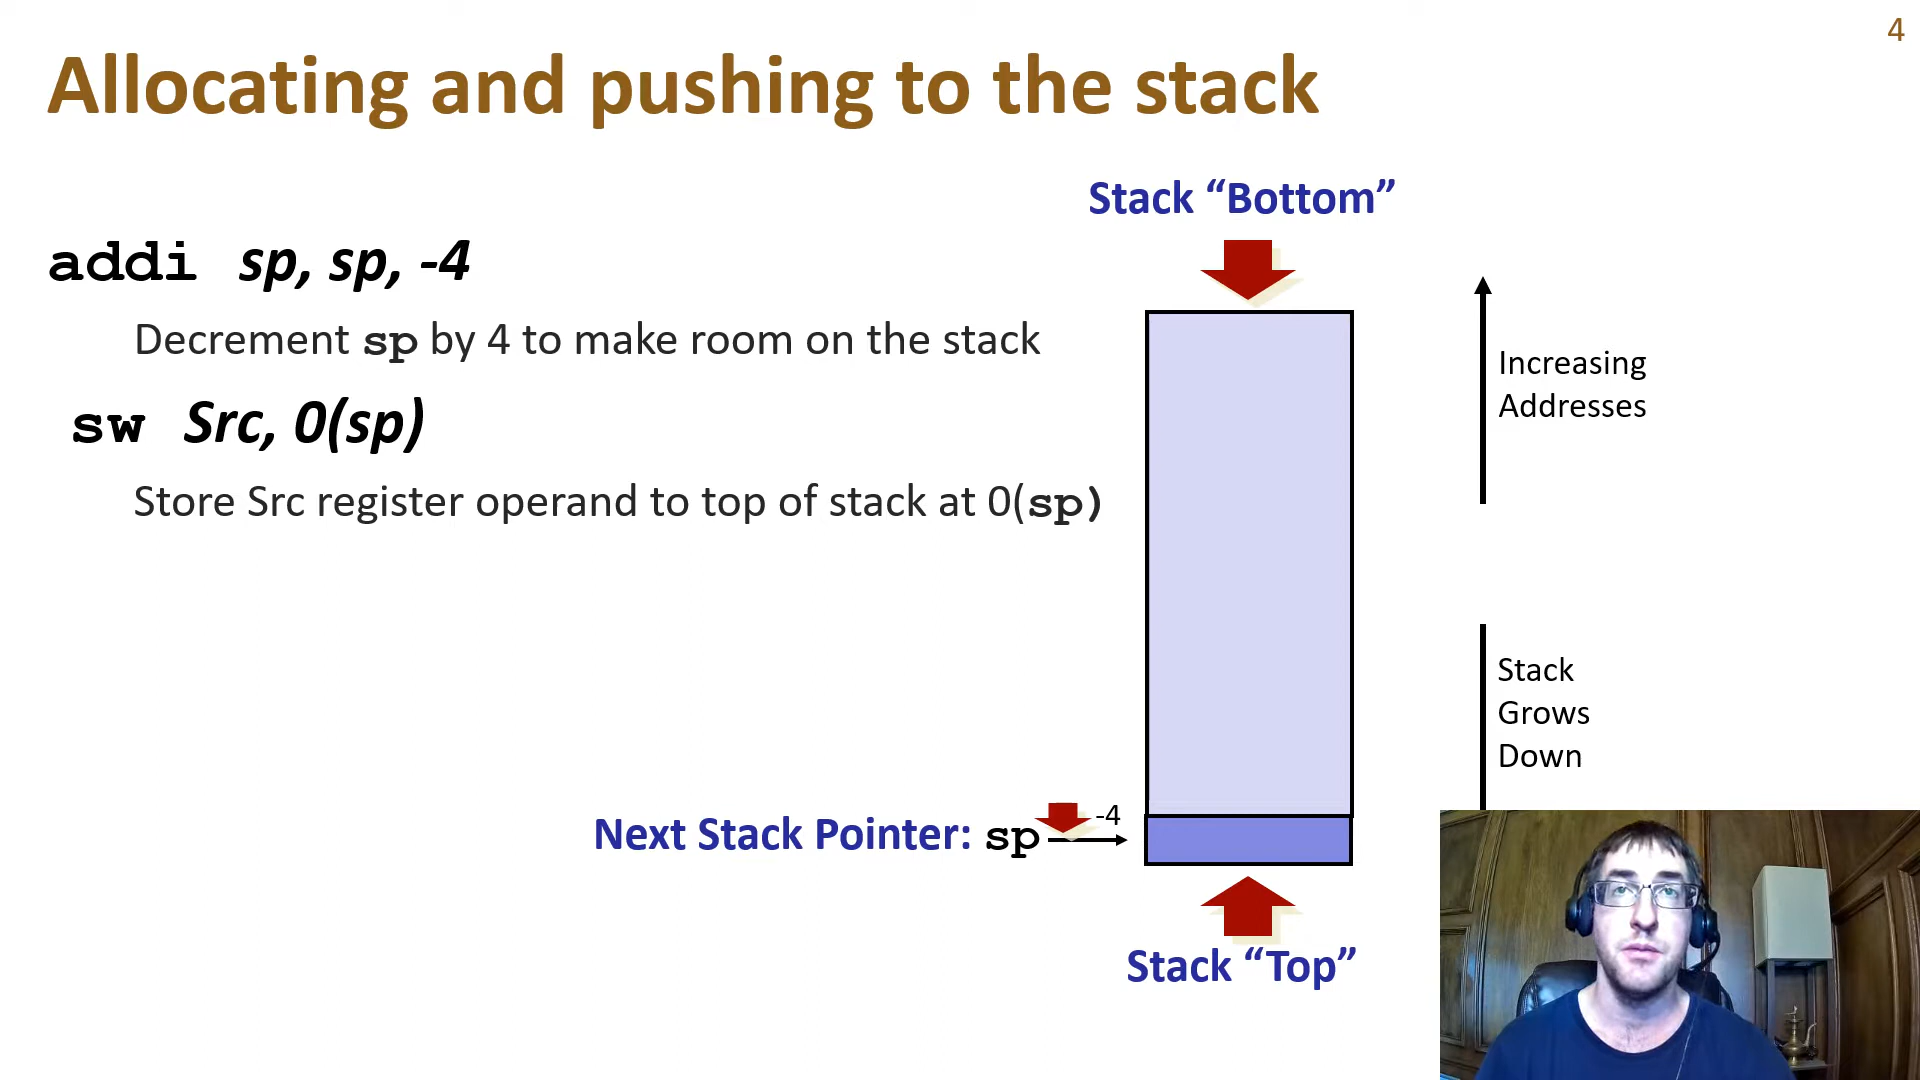 4
Allocating and pushing to the stack
addi sp, sp, -4
Decrement sp by 4 to make room on the stack
sw Src, 0(sp)
Store Src register operand to top of stack at 0(sp)
Stack “Bottom”
Increasing
Addresses
Stack
Grows
Down
Next Stack Pointer: sp
-4
Stack “Top”